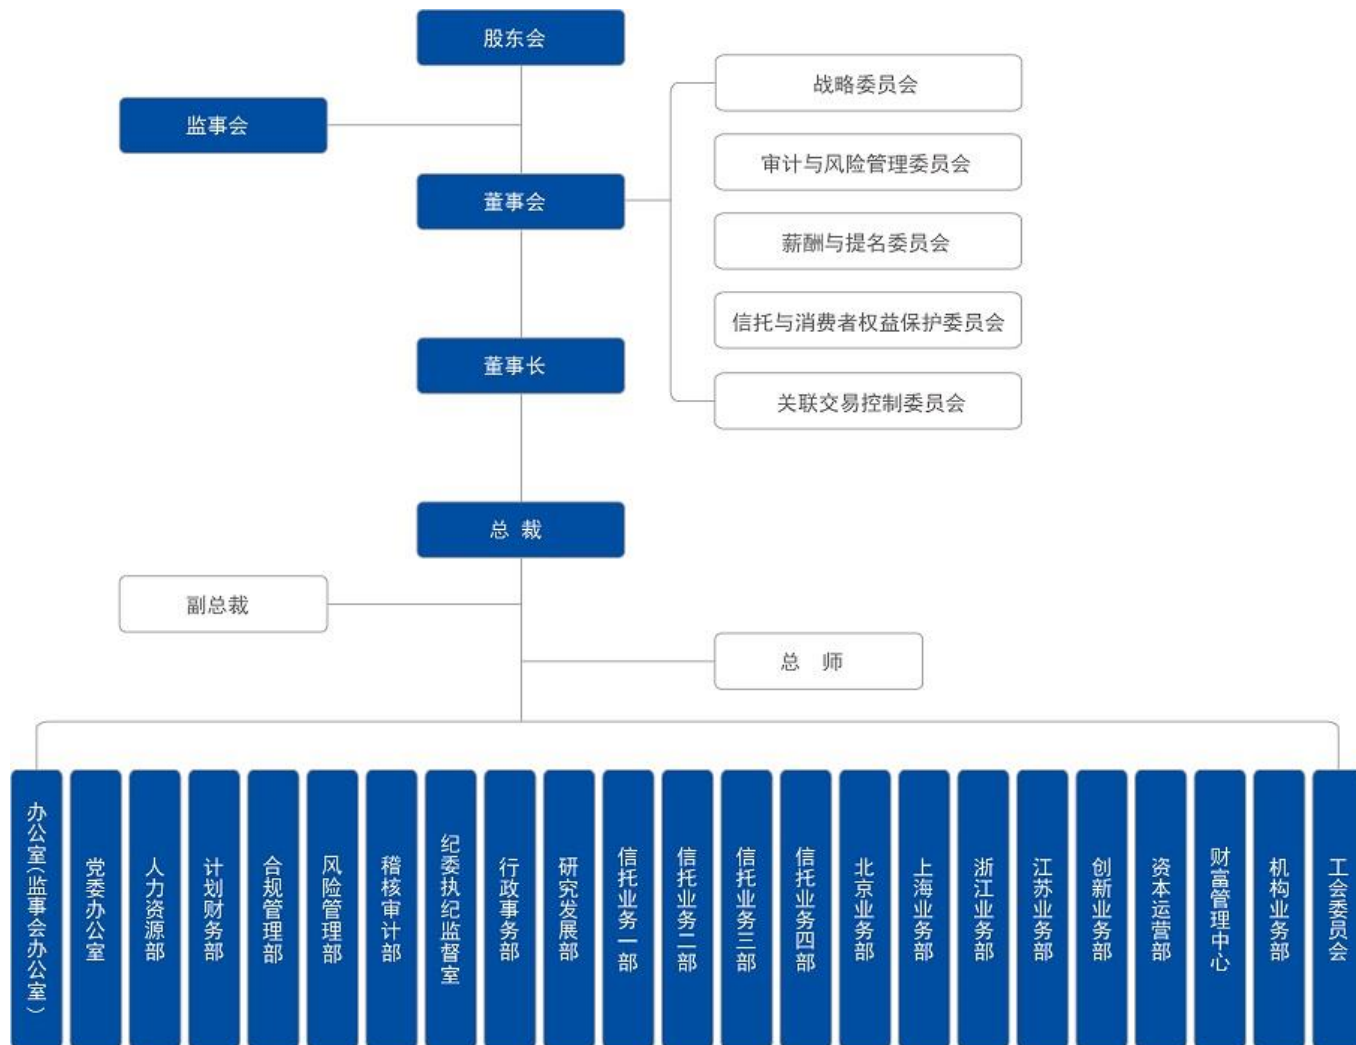 股东会
监事会
董事会
战略委员会
审计与风险管理委员会
薪酬与提名委员会
信托与消费者权益保护委员会
关联交易控制委员会
董事长
总 裁
副总裁
总 师
办公室(监事会办公室)
党委办公室
人力资源部
计划财务部
合规管理部
风险管理部
稽核审计部
纪委执纪监督室
行政事务部
研究发展部
信托业务一部
信托业务二部
信托业务三部
信托业务四部
北京业务部
上海业务部
浙江业务部
江苏业务部
创新业务部
资本运营部
财富管理中心
机构业务部
工会委员会